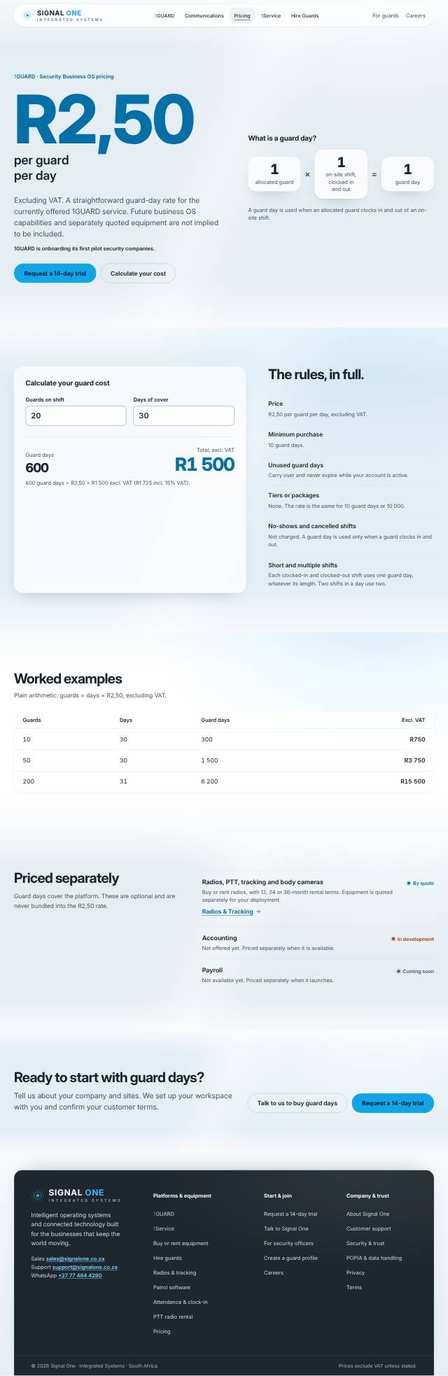 SIGNAL ONE
INTEGRATED SYSTEMS
1GUARD Communications Pricing 1Service Hire Guards For guards Careers
1GUARD · Security Business OS pricing
R2,50
per guard
per day
Excluding VAT. A straightforward guard-day rate for the
currently offered 1GUARD service. Future business OS
capabilities and separately quoted equipment are not implied
to be included.
1GUARD is onboarding its first pilot security companies.
Request a 14-day trial Calculate your cost
What is a guard day?
1 × 1 = 1
allocated guard
on-site shift,
clocked in
and out
guard day
A guard day is used when an allocated guard clocks in and out of an on-
site shift.
Calculate your guard cost
Guards on shift Days of cover
20 30
Guard days
600
Total, excl. VAT
R1 500
600 guard days × R2,50 = R1 500 excl. VAT (R1 725 incl. 15% VAT).
The rules, in full.
Price
R2,50 per guard per day, excluding VAT.
Minimum purchase
10 guard days.
Unused guard days
Carry over and never expire while your account is active.
Tiers or packages
None. The rate is the same for 10 guard days or 10 000.
No-shows and cancelled shifts
Not charged. A guard day is used only when a guard clocks in and
out.
Short and multiple shifts
Each clocked-in and clocked-out shift uses one guard day,
whatever its length. Two shifts in a day use two.
Worked examples
Plain arithmetic: guards × days × R2,50, excluding VAT.
Guards Days Guard days Excl. VAT
10 30 300 R750
50 30 1 500 R3 750
200 31 6 200 R15 500
Priced separately
Guard days cover the platform. These are optional and are
never bundled into the R2,50 rate.
Radios, PTT, tracking and body cameras By quote
Buy or rent radios, with 12, 24 or 36-month rental terms. Equipment is quoted
separately for your deployment.
Radios & Tracking →
Accounting In development
Not offered yet. Priced separately when it is available.
Payroll Coming soon
Not available yet. Priced separately when it launches.
Ready to start with guard days?
Tell us about your company and sites. We set up your workspace
with you and confirm your customer terms.
Talk to us to buy guard days Request a 14-day trial
SIGNAL ONE
INTEGRATED SYSTEMS
Intelligent operating systems
and connected technology built
for the businesses that keep the
world moving.
Sales sales@signalone.co.za
Support support@signalone.co.za
WhatsApp +27 77 484 4280
Platforms & equipment
1GUARD
1Service
Buy or rent equipment
Hire guards
Radios & tracking
Patrol software
Attendance & clock-in
PTT radio rental
Pricing
Start & join
Request a 14-day trial
Talk to Signal One
For security officers
Create a guard profile
Careers
Company & trust
About Signal One
Customer support
Security & trust
POPIA & data handling
Privacy
Terms
© 2026 Signal One · Integrated Systems · South Africa
Prices exclude VAT unless stated.